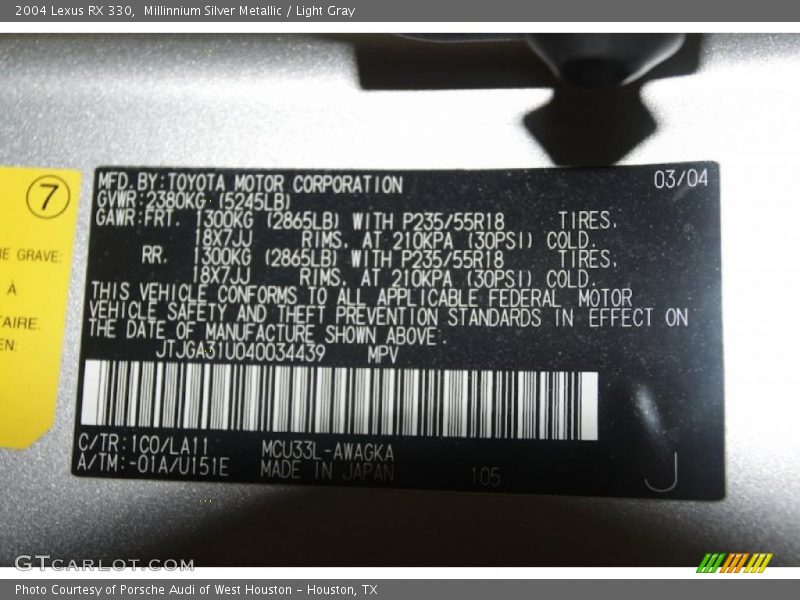 2004 Lexus RX 330,  Millinnium Silver Metallic / Light Gray
7
E GRAVE:
À
AIRE.
EN:
MFD. BY: TOYOTA MOTOR CORPORATION 03/04
GVWR: 2380KG (5245LB)
GAWR: FRT. 1300KG (2865LB) WITH P235/55R18 TIRES.
18X7JJ RIMS. AT 210KPA (30PSI) COLD.
RR. 1300KG (2865LB) WITH P235/55R18 TIRES.
18X7JJ RIMS. AT 210KPA (30PSI) COLD.
THIS VEHICLE CONFORMS TO ALL APPLICABLE FEDERAL MOTOR
VEHICLE SAFETY AND THEFT PREVENTION STANDARDS IN EFFECT ON
THE DATE OF MANUFACTURE SHOWN ABOVE.
JTJGA31U040034439 MPV
C/TR: 1C0/LA11 MCU33L-AWAGKA
A/TM: -01A/U151E MADE IN JAPAN 105 J
GTCARLOT.COM
Photo Courtesy of Porsche Audi of West Houston - Houston, TX